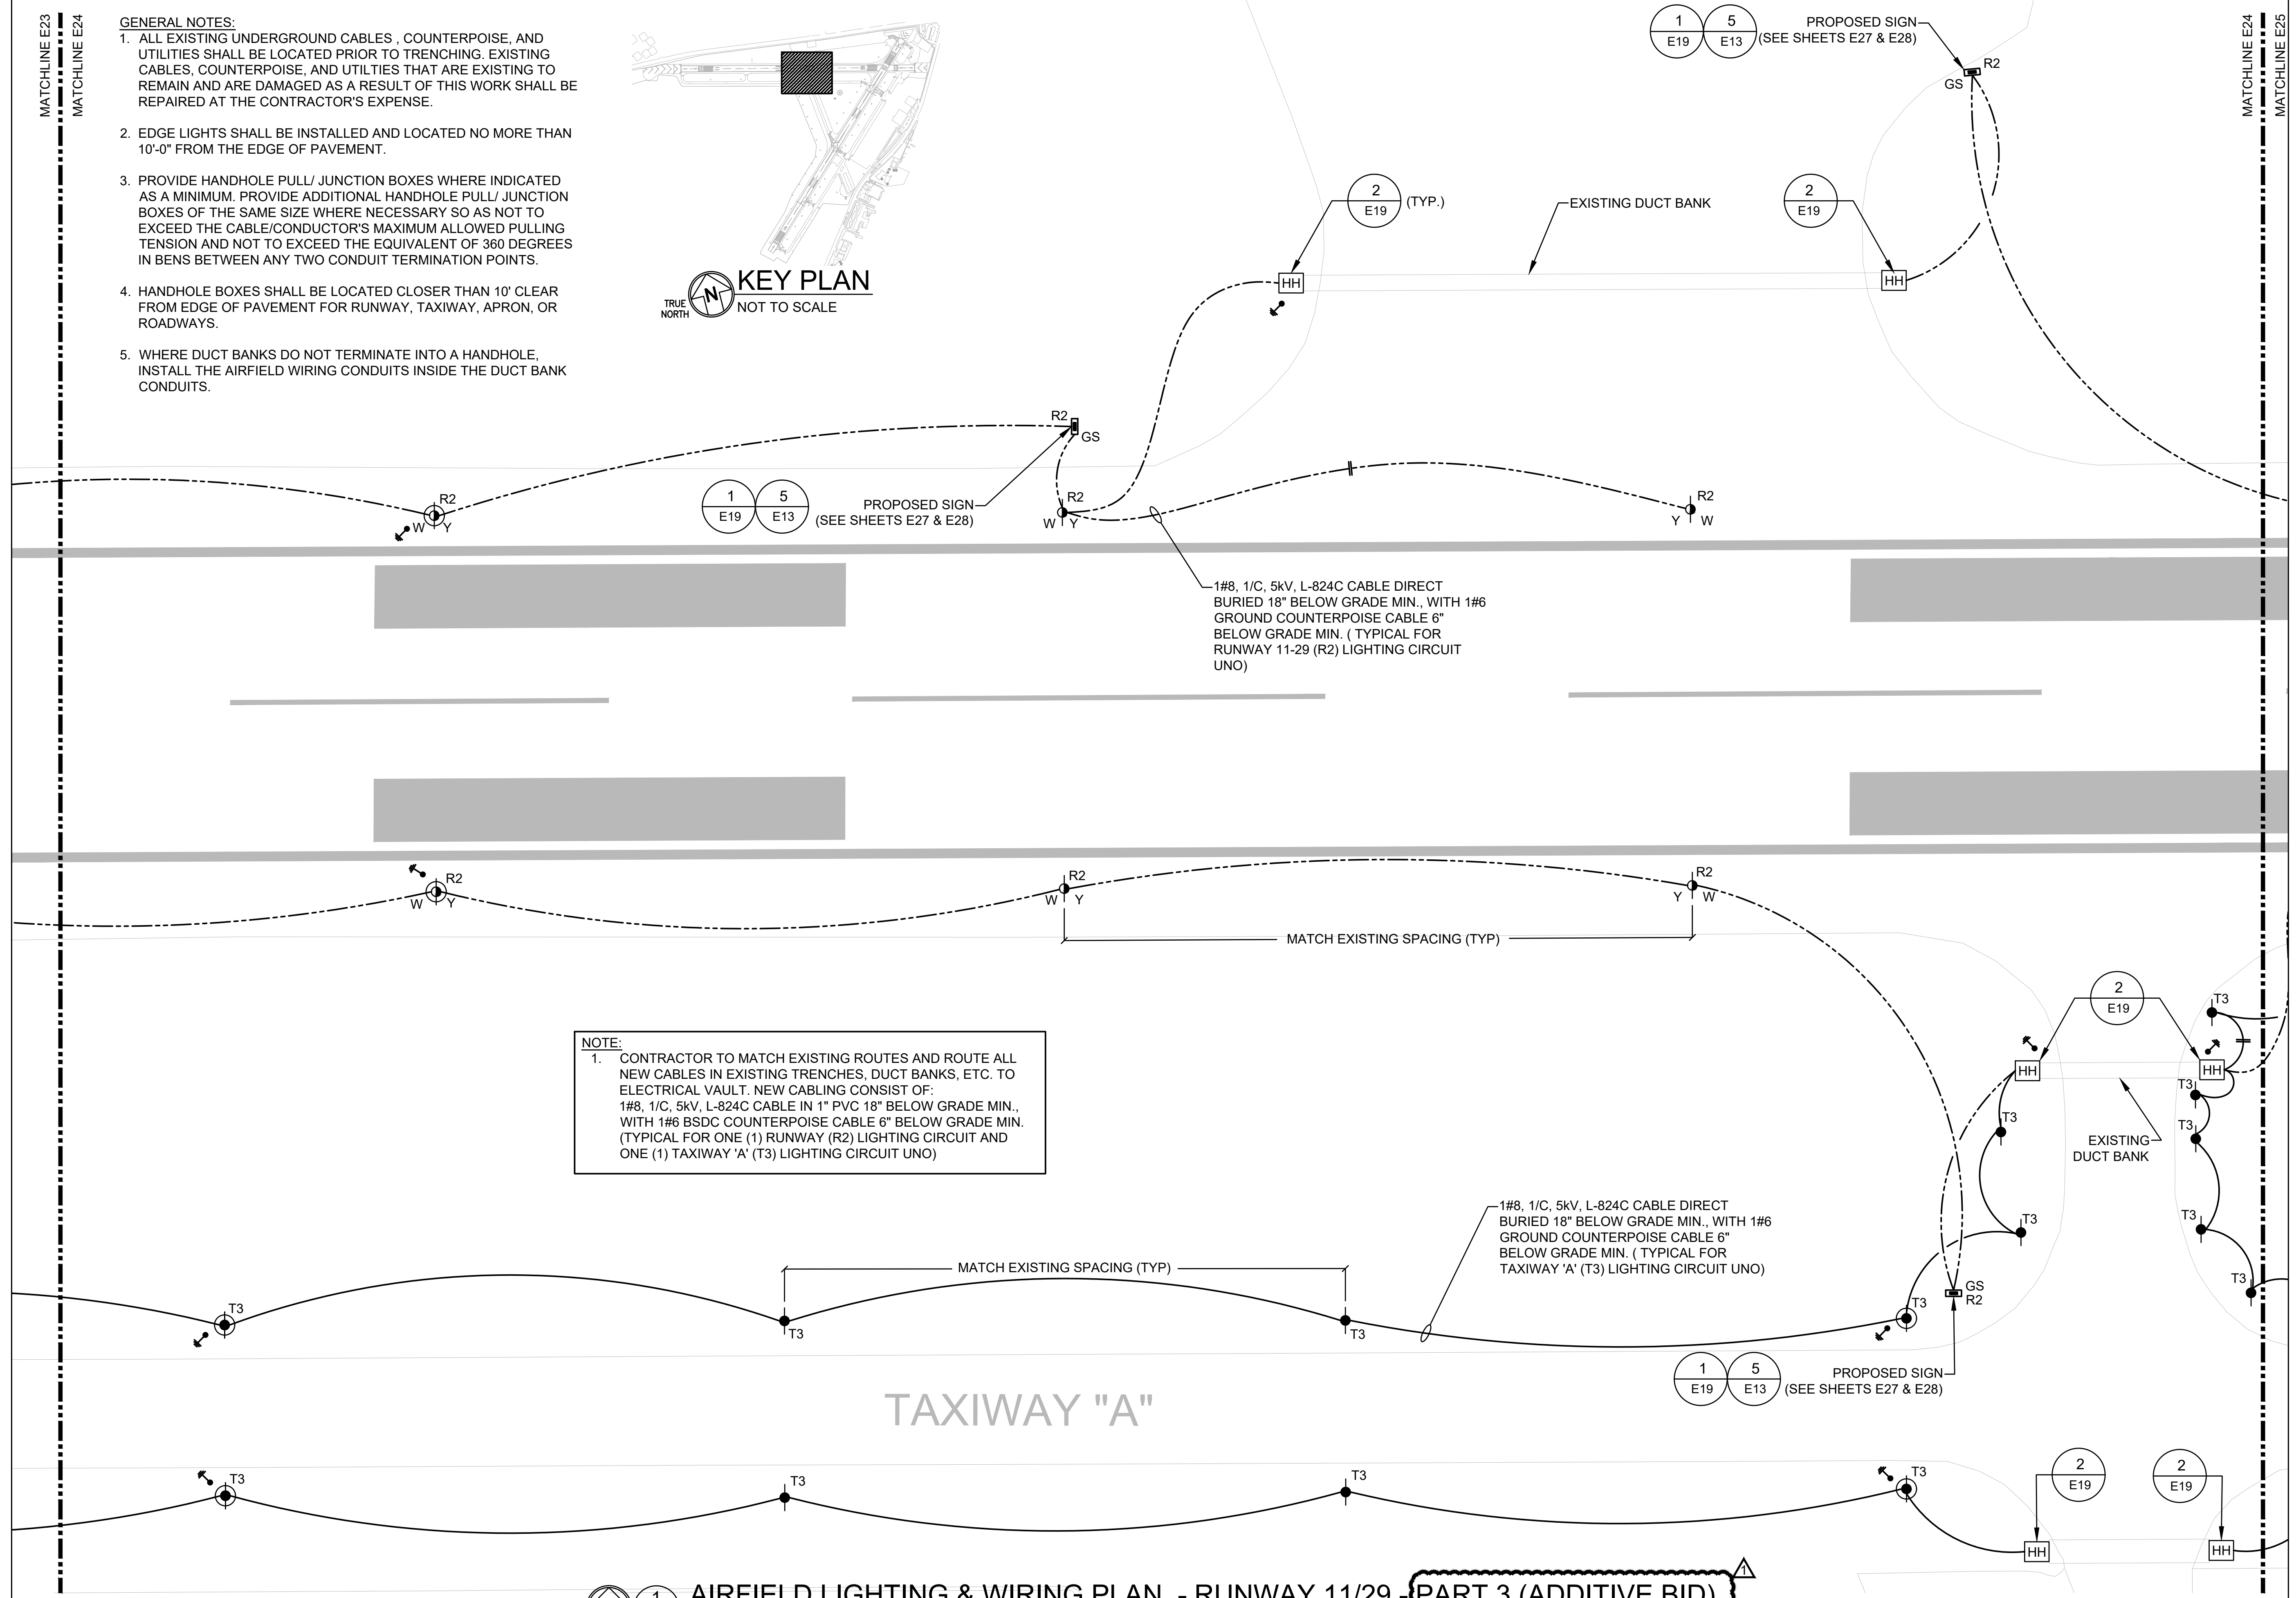 MATCHLINE E23
MATCHLINE E24
GENERAL NOTES:
1. ALL EXISTING UNDERGROUND CABLES , COUNTERPOISE, AND
UTILITIES SHALL BE LOCATED PRIOR TO TRENCHING. EXISTING
CABLES, COUNTERPOISE, AND UTILTIES THAT ARE EXISTING TO
REMAIN AND ARE DAMAGED AS A RESULT OF THIS WORK SHALL BE
REPAIRED AT THE CONTRACTOR'S EXPENSE.
2. EDGE LIGHTS SHALL BE INSTALLED AND LOCATED NO MORE THAN
10'-0" FROM THE EDGE OF PAVEMENT.
3. PROVIDE HANDHOLE PULL/ JUNCTION BOXES WHERE INDICATED
AS A MINIMUM. PROVIDE ADDITIONAL HANDHOLE PULL/ JUNCTION
BOXES OF THE SAME SIZE WHERE NECESSARY SO AS NOT TO
EXCEED THE CABLE/CONDUCTOR'S MAXIMUM ALLOWED PULLING
TENSION AND NOT TO EXCEED THE EQUIVALENT OF 360 DEGREES
IN BENS BETWEEN ANY TWO CONDUIT TERMINATION POINTS.
4. HANDHOLE BOXES SHALL BE LOCATED CLOSER THAN 10' CLEAR
FROM EDGE OF PAVEMENT FOR RUNWAY, TAXIWAY, APRON, OR
ROADWAYS.
5. WHERE DUCT BANKS DO NOT TERMINATE INTO A HANDHOLE,
INSTALL THE AIRFIELD WIRING CONDUITS INSIDE THE DUCT BANK
CONDUITS.
TRUE
NORTH
N
KEY PLAN
NOT TO SCALE
1
E19
5
E13
PROPOSED SIGN
(SEE SHEETS E27 & E28)
R2
GS
MATCHLINE E24
MATCHLINE E25
2
E19
(TYP.)
EXISTING DUCT BANK
2
E19
HH
HH
R2
GS
R2
W Y
1
E19
5
E13
PROPOSED SIGN
(SEE SHEETS E27 & E28)
R2
W Y
R2
Y W
1#8, 1/C, 5kV, L-824C CABLE DIRECT
BURIED 18" BELOW GRADE MIN., WITH 1#6
GROUND COUNTERPOISE CABLE 6"
BELOW GRADE MIN. ( TYPICAL FOR
RUNWAY 11-29 (R2) LIGHTING CIRCUIT
UNO)
R2
W Y
R2
W Y
R2
Y W
MATCH EXISTING SPACING (TYP)
NOTE:
1. CONTRACTOR TO MATCH EXISTING ROUTES AND ROUTE ALL
NEW CABLES IN EXISTING TRENCHES, DUCT BANKS, ETC. TO
ELECTRICAL VAULT. NEW CABLING CONSIST OF:
1#8, 1/C, 5kV, L-824C CABLE IN 1" PVC 18" BELOW GRADE MIN.,
WITH 1#6 BSDC COUNTERPOISE CABLE 6" BELOW GRADE MIN.
(TYPICAL FOR ONE (1) RUNWAY (R2) LIGHTING CIRCUIT AND
ONE (1) TAXIWAY 'A' (T3) LIGHTING CIRCUIT UNO)
2
E19
T3
HH
HH
T3
T3
T3
EXISTING
DUCT BANK
T3
T3
T3
1#8, 1/C, 5kV, L-824C CABLE DIRECT
BURIED 18" BELOW GRADE MIN., WITH 1#6
GROUND COUNTERPOISE CABLE 6"
BELOW GRADE MIN. ( TYPICAL FOR
TAXIWAY 'A' (T3) LIGHTING CIRCUIT UNO)
MATCH EXISTING SPACING (TYP)
T3
T3
T3
T3
GS
R2
1
E19
5
E13
PROPOSED SIGN
(SEE SHEETS E27 & E28)
TAXIWAY "A"
T3
T3
T3
T3
2
E19
2
E19
HH
HH
1
AIRFIELD LIGHTING & WIRING PLAN - RUNWAY 11/29 - PART 3 (ADDITIVE BID)
1